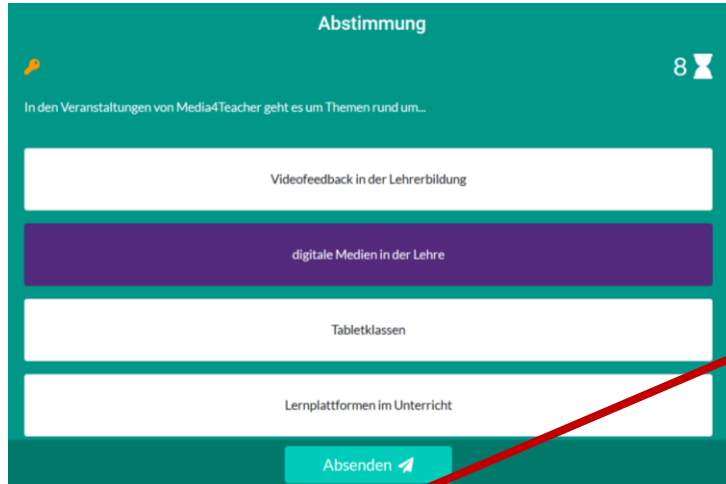 Abstimmung
8
In den Veranstaltungen von Media4Teacher geht es um Themen rund um...
Videofeedback in der Lehrerbildung
digitale Medien in der Lehre
Tabletklassen
Lernplattformen im Unterricht
Absenden